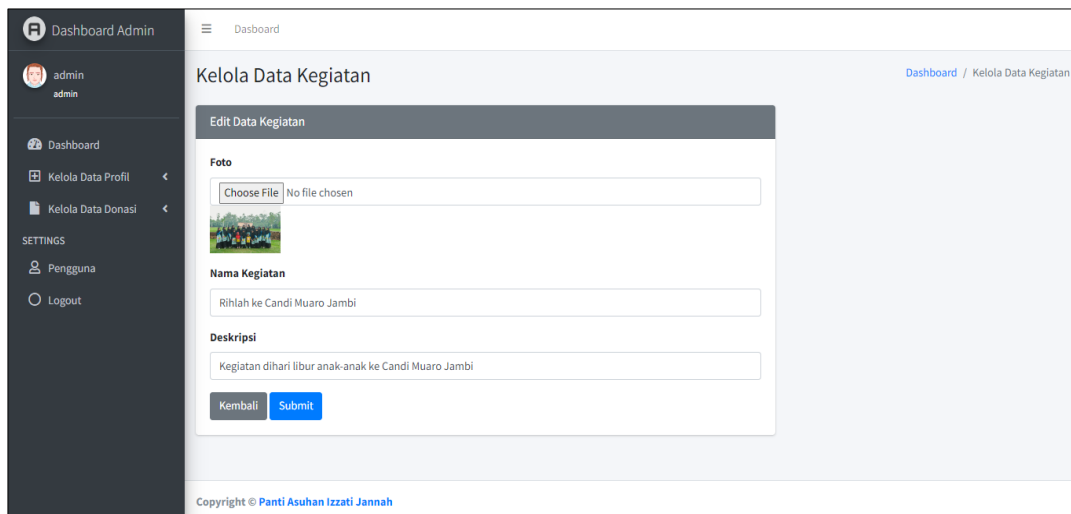 Dashboard Admin
Dasboard
admin
admin
Dashboard
Kelola Data Profil
Kelola Data Donasi
SETTINGS
Pengguna
Logout
Kelola Data Kegiatan
Dashboard / Kelola Data Kegiatan
Edit Data Kegiatan
Foto
Choose File No file chosen
Nama Kegiatan
Rihlah ke Candi Muaro Jambi
Deskripsi
Kegiatan dihari libur anak-anak ke Candi Muaro Jambi
Kembali Submit
Copyright © Panti Asuhan Izzati Jannah